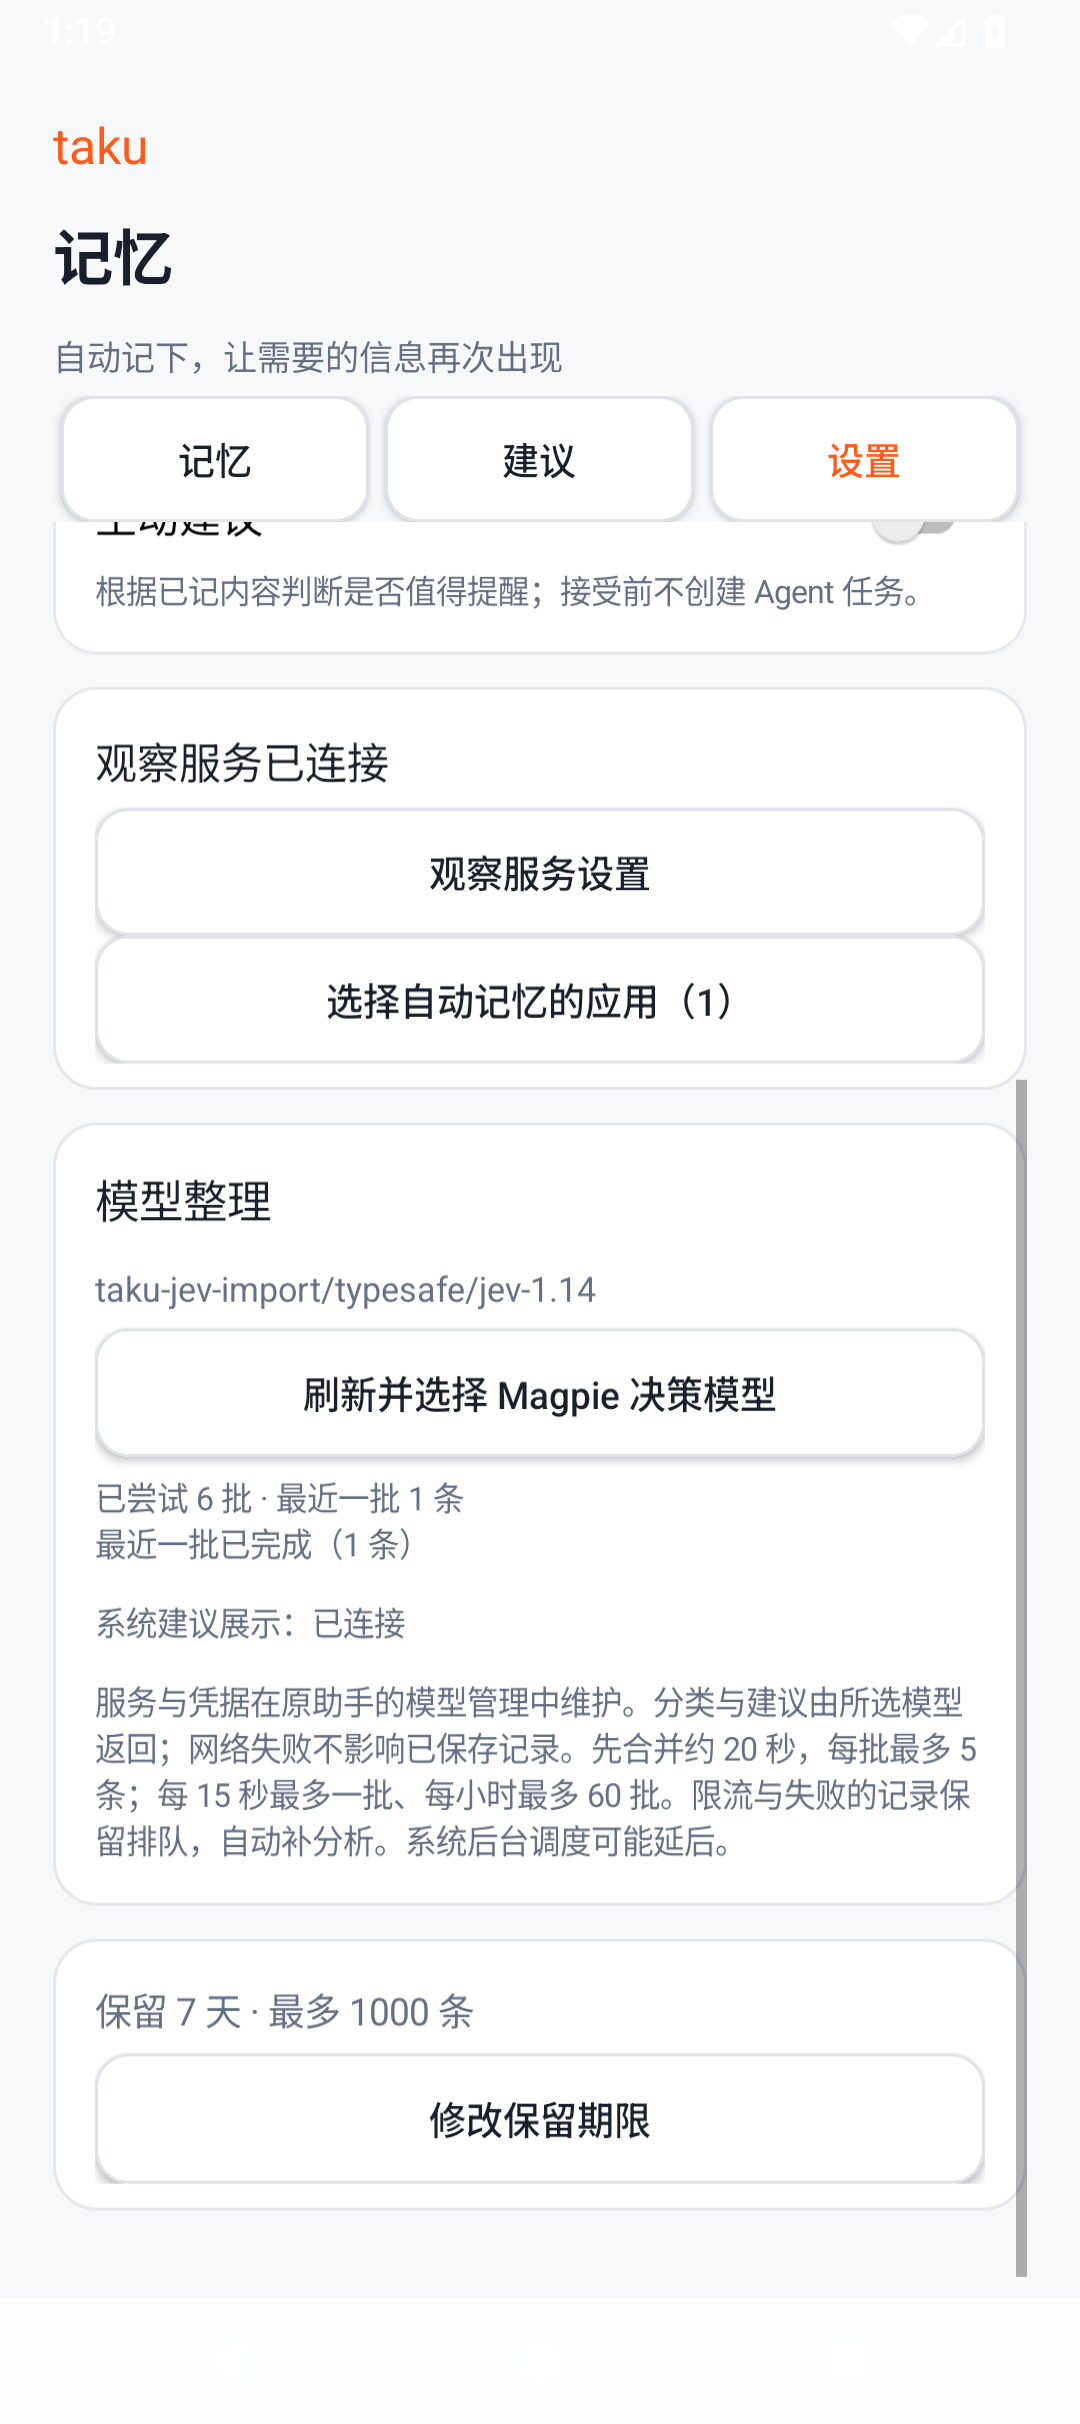 1:19
taku
记忆
自动记下，让需要的信息再次出现
记忆
建议
设置
主动建议
根据已记内容判断是否值得提醒；接受前不创建 Agent 任务。
观察服务已连接
观察服务设置
选择自动记忆的应用（1）
模型整理
taku-jev-import/typesafe/jev-1.14
刷新并选择 Magpie 决策模型
已尝试 6 批 · 最近一批 1 条
最近一批已完成（1 条）
系统建议展示：已连接
服务与凭据在原助手的模型管理中维护。分类与建议由所选模型
返回；网络失败不影响已保存记录。先合并约 20 秒，每批最多 5
条；每 15 秒最多一批、每小时最多 60 批。限流与失败的记录保
留排队，自动补分析。系统后台调度可能延后。
保留 7 天 · 最多 1000 条
修改保留期限